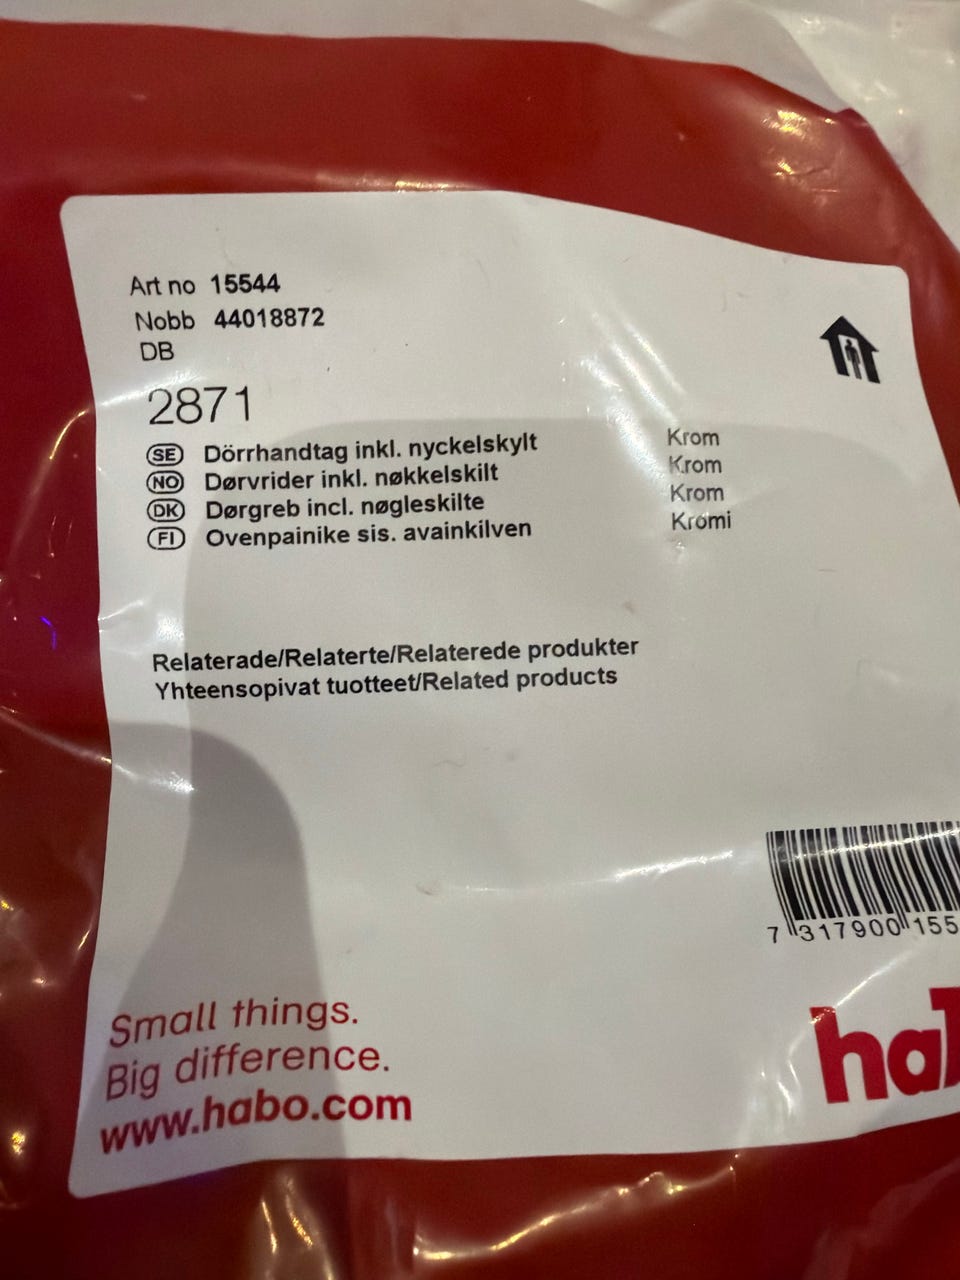 Art no 15544
Nobb 44018872
DB
2871
SE Dörrhandtag inkl. nyckelskylt Krom
NO Dørvrider inkl. nøkkelskilt Krom
DK Dørgreb incl. nøgleskilte Krom
FI Ovenpainike sis. avainkilven Kromi
Relaterade/Relaterte/Relaterede produkter
Yhteensopivat tuotteet/Related products
7 317900 155
Small things.
Big difference.
www.habo.com